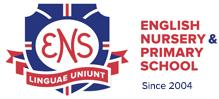 ENS
LINGUAE UNIUNT
ENGLISH
NURSERY &
PRIMARY
SCHOOL
Since 2004